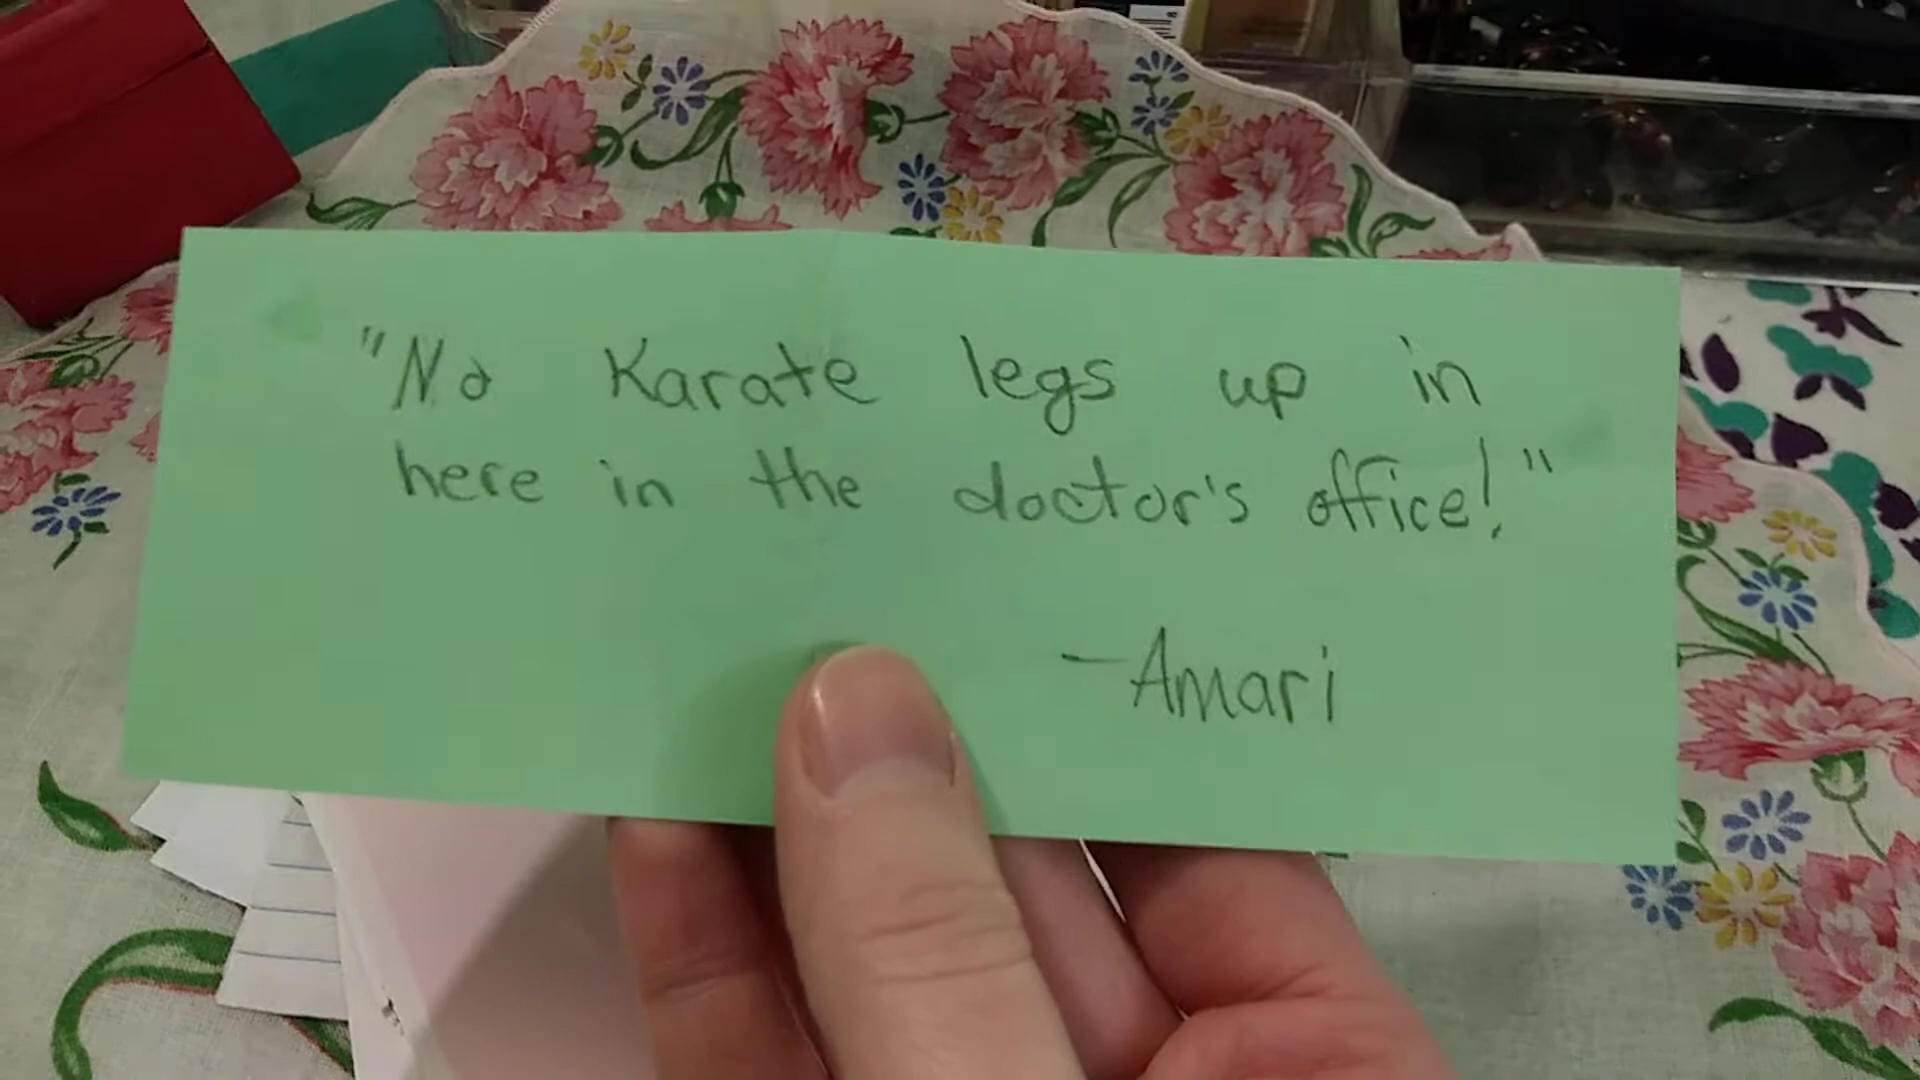 "No Karate legs up in
here in the doctor's office!"
-Amari